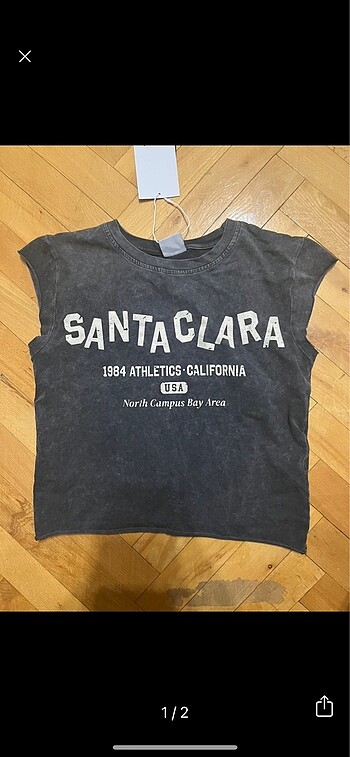 SANTA CLARA
1984 ATHLETICS·CALIFORNIA
USA
North Campus Bay Area
1/2